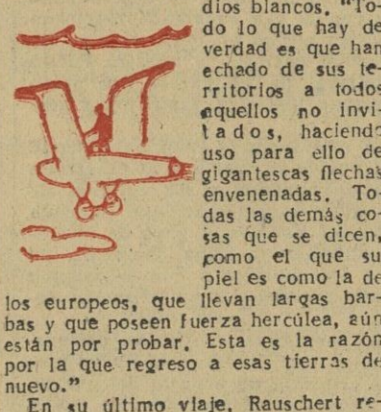 dios blancos. "To-
do lo que hay de
verdad es que han
echado de sus te-
rritorios a todos
aquellos no invi-
tados, haciendo
uso para ello de
gigantescas flechas
envenenadas. To-
das las demás co-
sas que se dicen,
como el que su
piel es como la de
los europeos, que llevan largas bar-
bas y que poseen fuerza hercúlea, aún
están por probar. Esta es la razón
por la que regreso a esas tierras de
nuevo."
En su último viaje, Rauschert re-